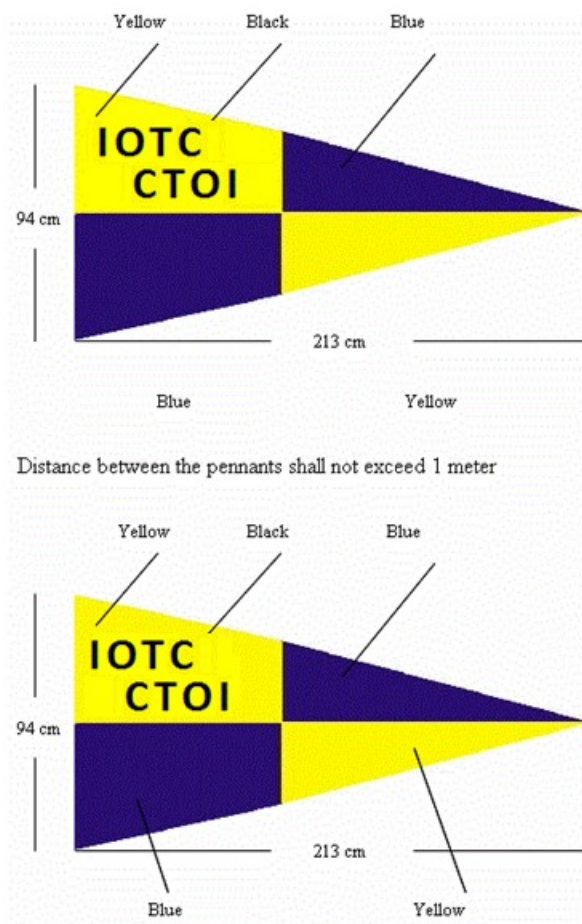 Yellow Black Blue
IOTC
CTOI
94 cm
213 cm
Blue Yellow
Distance between the pennants shall not exceed 1 meter
Yellow Black Blue
IOTC
CTOI
94 cm
213 cm
Blue Yellow